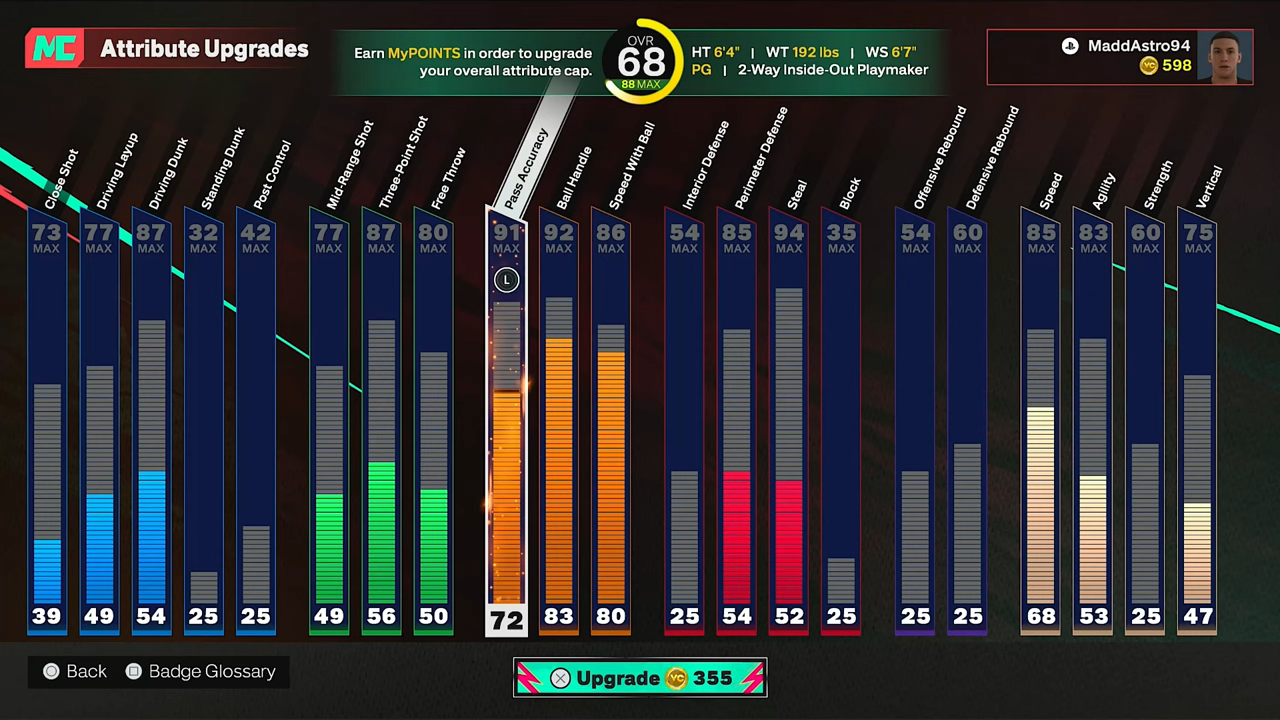 MC
Attribute Upgrades
Earn MyPOINTS in order to upgrade
your overall attribute cap.
OVR
68
88 MAX
HT 6'4" | WT 192 lbs | WS 6'7"
PG | 2-Way Inside-Out Playmaker
MaddAstro94
VC 598
Close Shot
Driving Layup
Driving Dunk
Standing Dunk
Post Control
Mid-Range Shot
Three-Point Shot
Free Throw
Pass Accuracy
Ball Handle
Speed With Ball
Interior Defense
Perimeter Defense
Steal
Block
Offensive Rebound
Defensive Rebound
Speed
Agility
Strength
Vertical
73 77 87 32 42 77 87 80 91 92 86 54 85 94 35 54 60 85 83 60 75
MAX MAX MAX MAX MAX MAX MAX MAX MAX MAX MAX MAX MAX MAX MAX MAX MAX MAX MAX MAX MAX
L
39 49 54 25 25 49 56 50 72 83 80 25 54 52 25 25 25 68 53 25 47
Back Badge Glossary
Upgrade VC 355